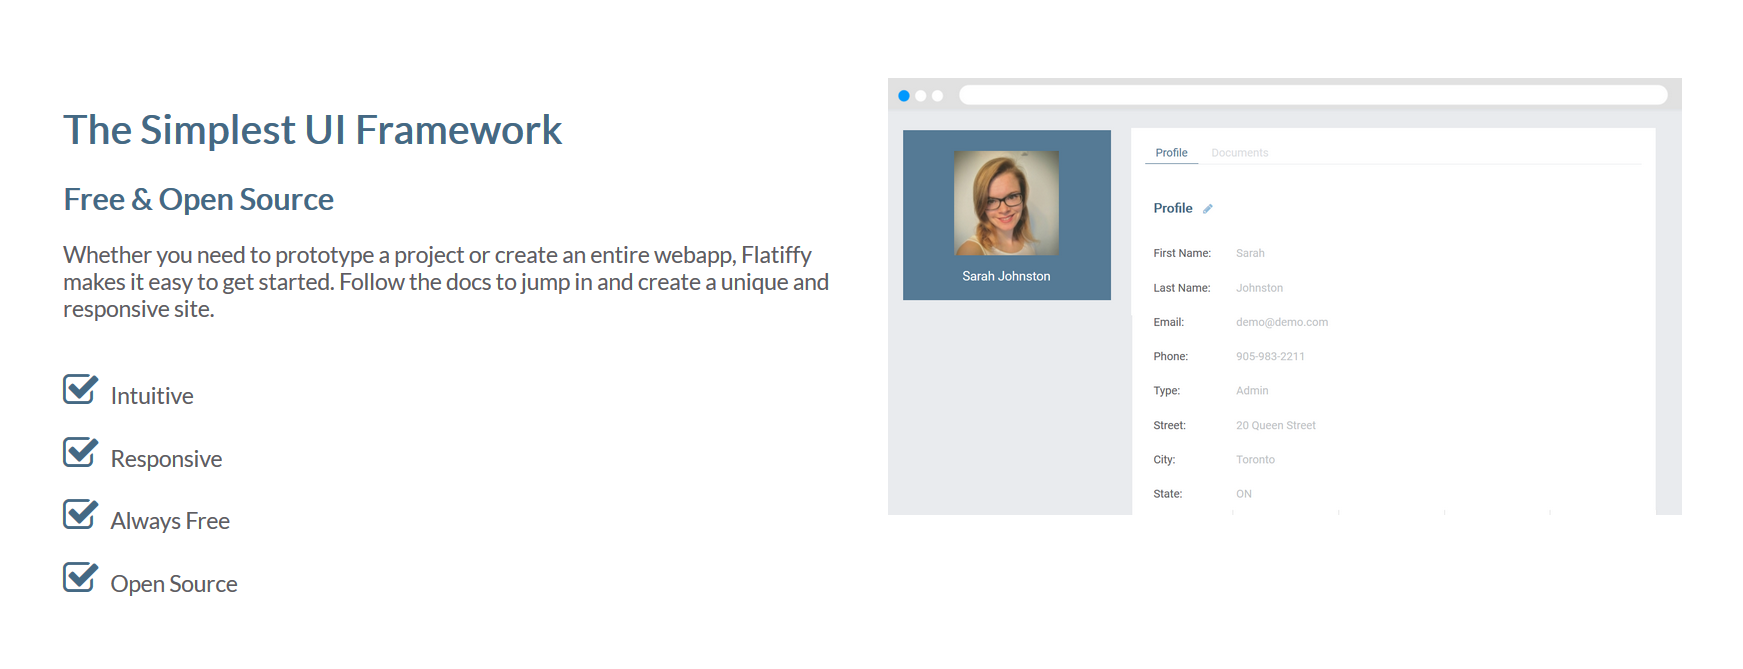 The Simplest UI Framework
Free & Open Source
Whether you need to prototype a project or create an entire webapp, Flatiffy
makes it easy to get started. Follow the docs to jump in and create a unique and
responsive site.
Intuitive
Responsive
Always Free
Open Source
Sarah Johnston
Profile Documents
Profile
First Name: Sarah
Last Name: Johnston
Email: demo@demo.com
Phone: 905-983-2211
Type: Admin
Street: 20 Queen Street
City: Toronto
State: ON